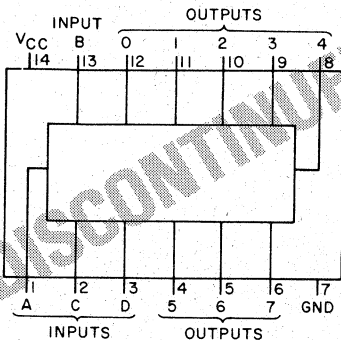 OUTPUTS
INPUT
VCC B 0 1 2 3 4
14 13 12 11 10 9 8
DISCONTINU
1 2 3 4 5 6 7
A C D 5 6 7 GND
INPUTS OUTPUTS